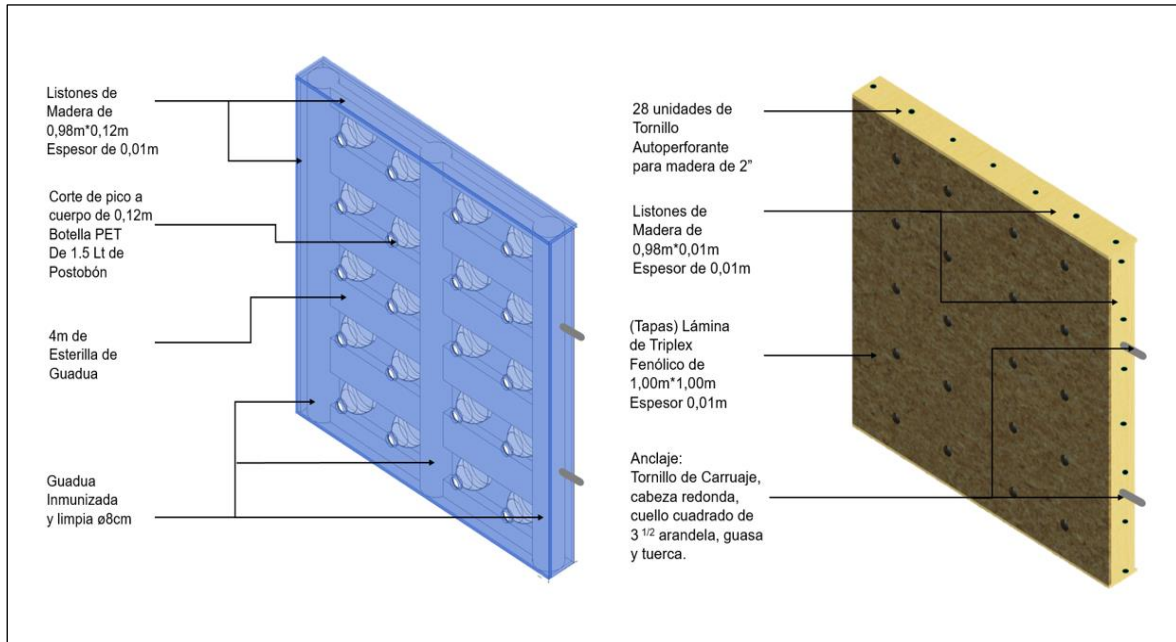 Listones de
Madera de
0,98m*0,12m
Espesor de 0,01m
Corte de pico a
cuerpo de 0,12m
Botella PET
De 1.5 Lt de
Postobón
4m de
Esterilla de
Guadua
Guadua
Inmunizada
y limpia ø8cm
28 unidades de
Tornillo
Autoperforante
para madera de 2”
Listones de
Madera de
0,98m*0,01m
Espesor de 0,01m
(Tapas) Lámina
de Triplex
Fenólico de
1,00m*1,00m
Espesor 0,01m
Anclaje:
Tornillo de Carruaje,
cabeza redonda,
cuello cuadrado de
3 1/2 arandela, guasa
y tuerca.